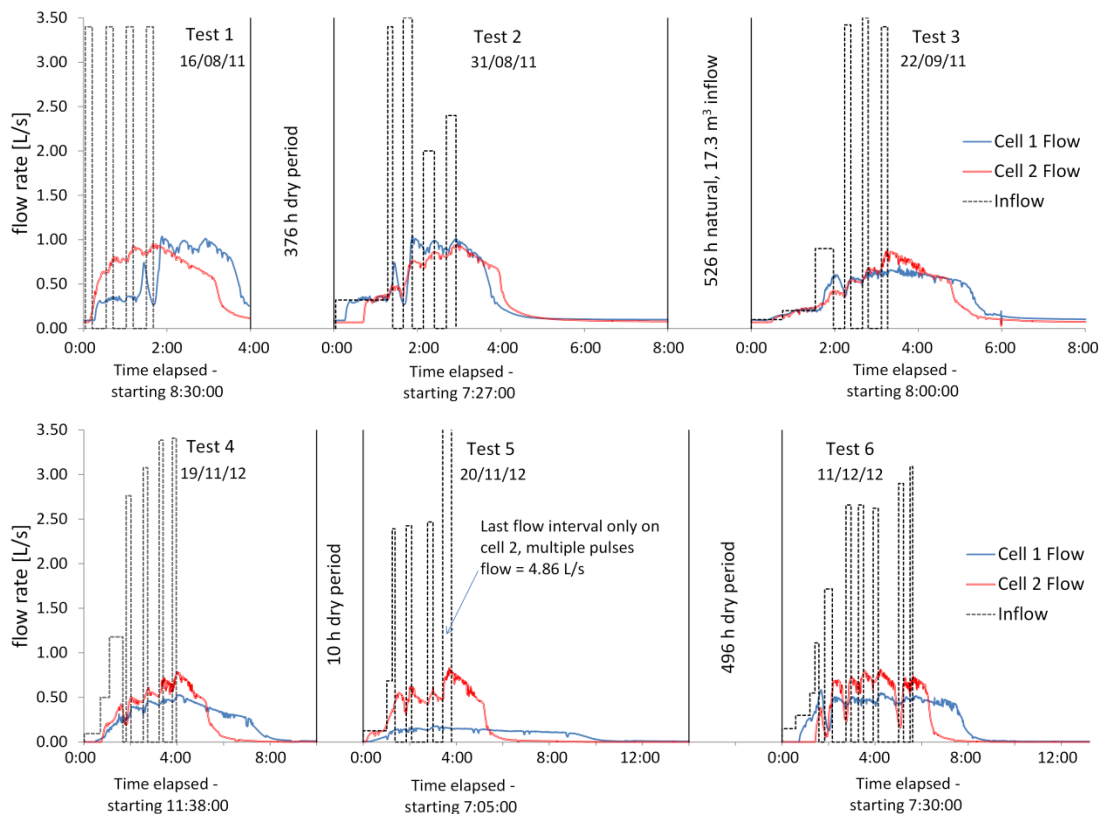 3.50
3.00
2.50
2.00
1.50
1.00
0.50
0.00
flow rate [L/s]
Test 1
16/08/11
0:00 2:00 4:00
Time elapsed -
starting 8:30:00
376 h dry period
Test 2
31/08/11
0:00 2:00 4:00 6:00 8:00
Time elapsed -
starting 7:27:00
526 h natural, 17.3 m³ inflow
Test 3
22/09/11
0:00 2:00 4:00 6:00 8:00
Time elapsed -
starting 8:00:00
Cell 1 Flow
Cell 2 Flow
Inflow
3.50
3.00
2.50
2.00
1.50
1.00
0.50
0.00
flow rate [L/s]
Test 4
19/11/12
0:00 4:00 8:00
Time elapsed -
starting 11:38:00
10 h dry period
Test 5
20/11/12
Last flow interval only on
cell 2, multiple pulses
flow = 4.86 L/s
0:00 4:00 8:00 12:00
Time elapsed -
starting 7:05:00
496 h dry period
Test 6
11/12/12
0:00 4:00 8:00 12:00
Time elapsed -
starting 7:30:00
Cell 1 Flow
Cell 2 Flow
Inflow